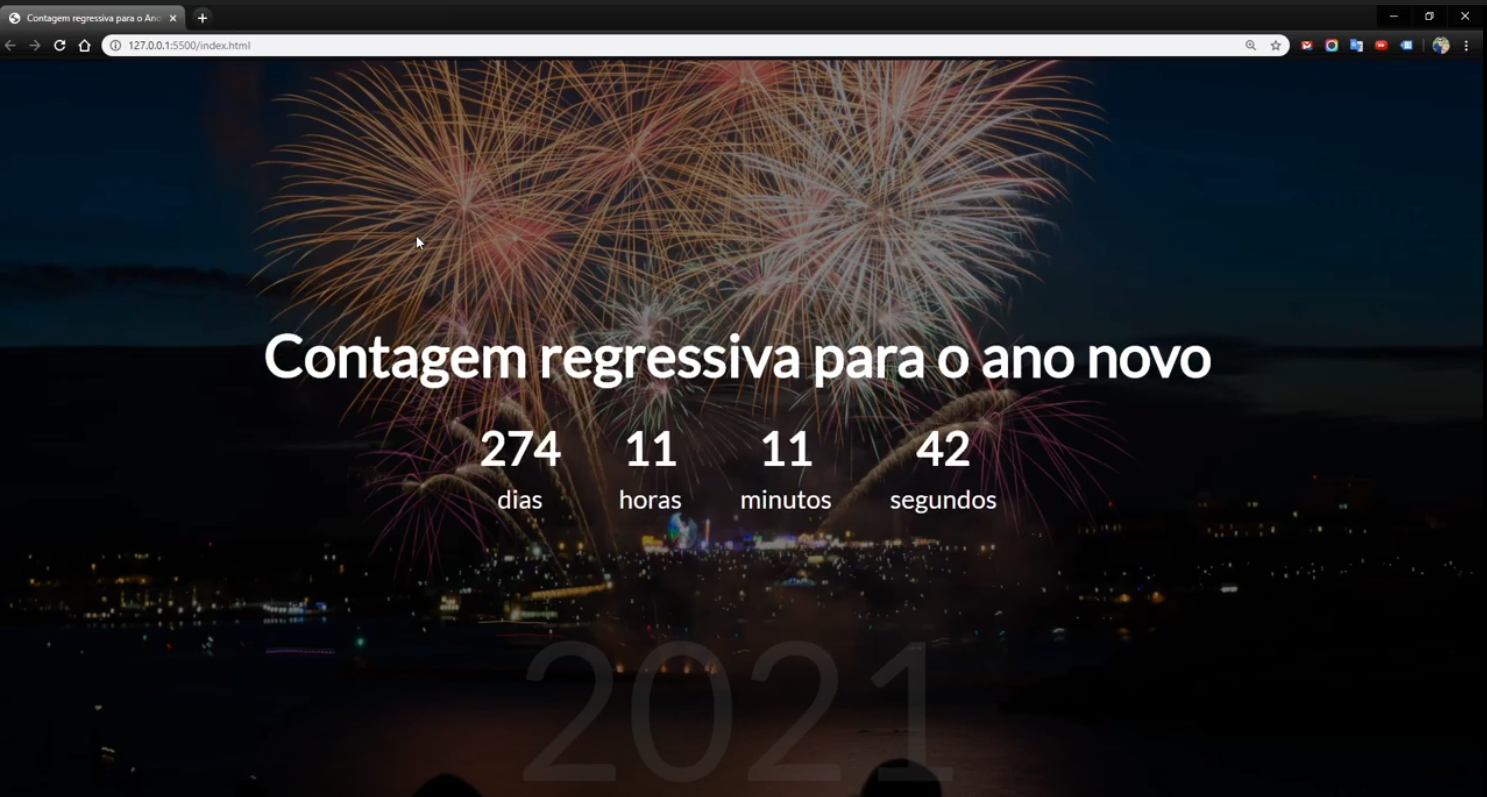 Contagem regressiva para o Ano
127.0.0.1:5500/index.html
Contagem regressiva para o ano novo
274 11 11 42
dias horas minutos segundos
2021